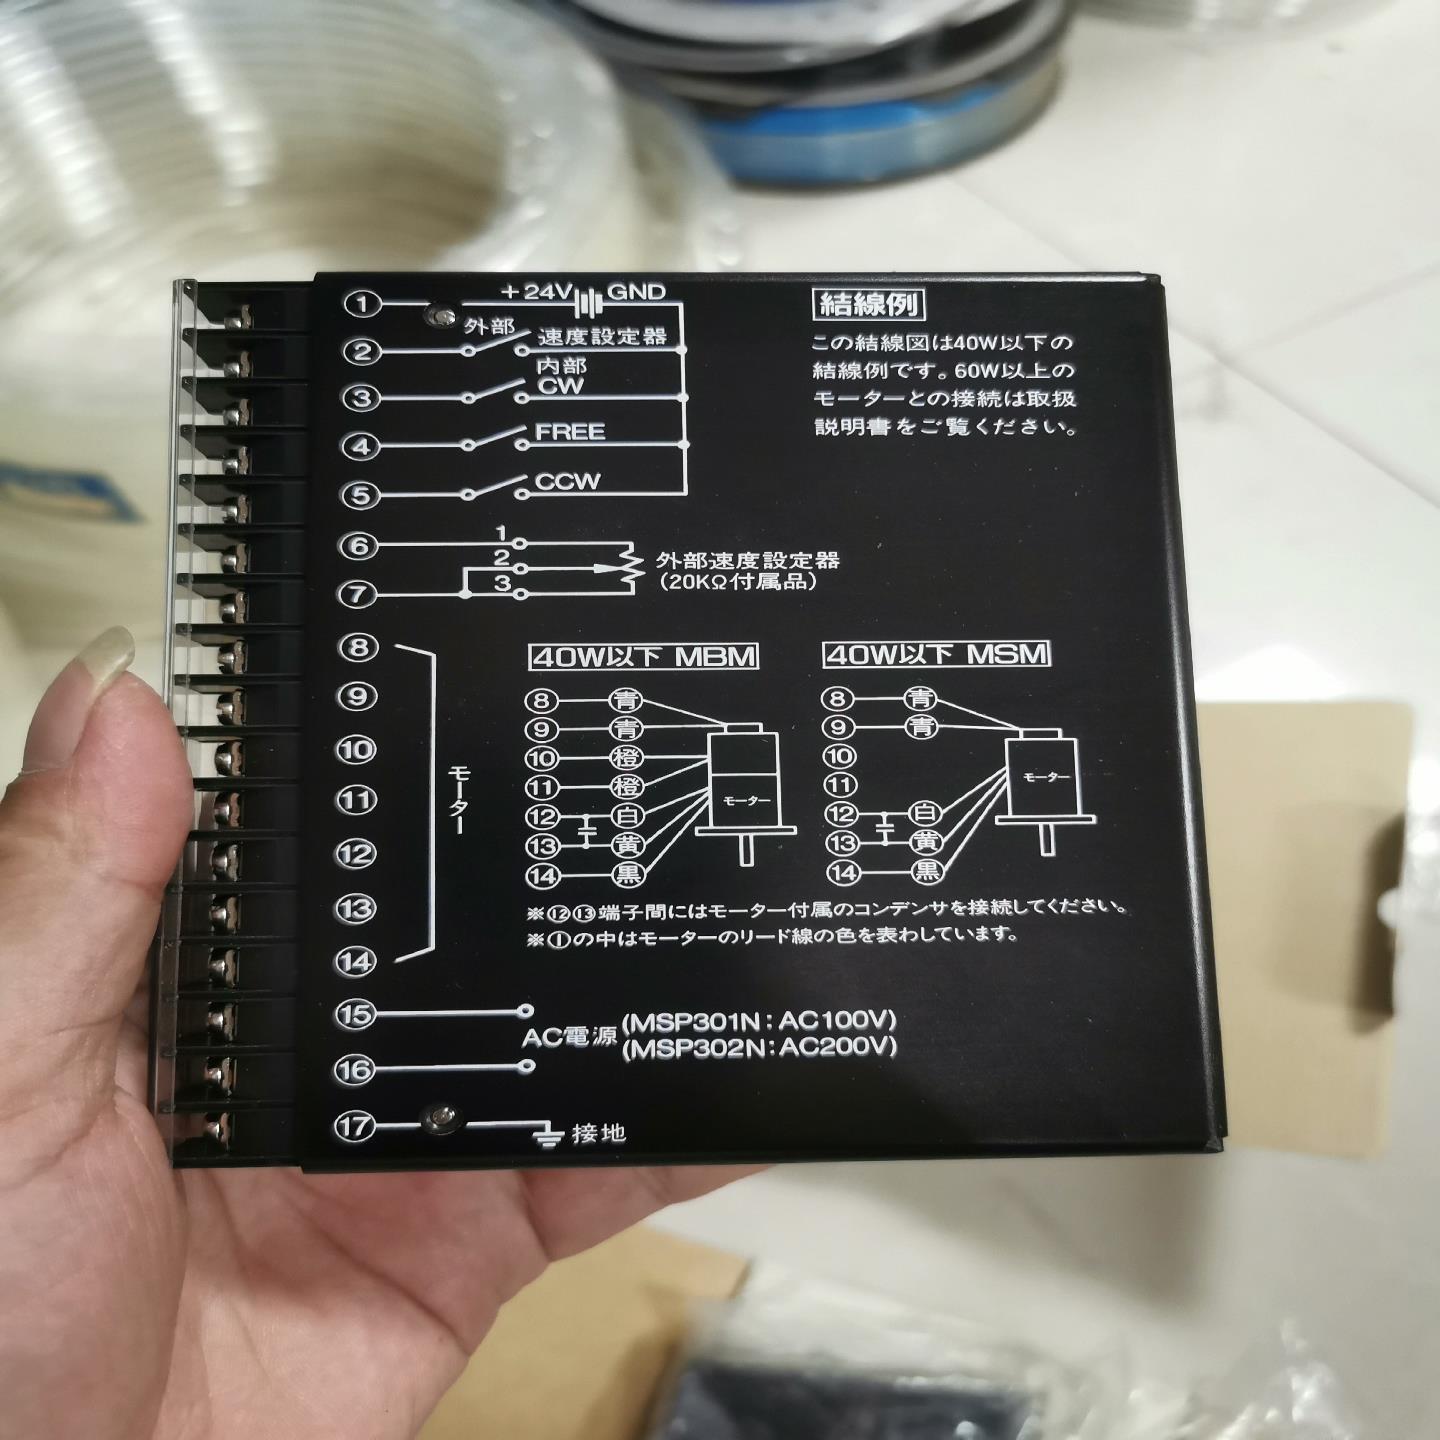 ① +24V GND
② 外部 速度設定器
内部
③ CW
④ FREE
⑤ CCW
⑥ 1
2
⑦ 3
外部速度設定器
(20KΩ付属品)
⑧
⑨
⑩
⑪
⑫
⑬
⑭
モーター
⑮
AC電源 (MSP301N:AC100V)
(MSP302N:AC200V)
⑯
⑰ 接地
結線例
この結線図は40W以下の
結線例です。60W以上の
モーターとの接続は取扱
説明書をご覧ください。
40W以下 MBM
⑧ 青
⑨ 青
⑩ 橙
⑪ 橙
⑫ 白
⑬ 黄
⑭ 黒
モーター
40W以下 MSM
⑧ 青
⑨ 青
⑩
⑪
⑫ 白
⑬ 黄
⑭ 黒
モーター
※⑫⑬端子間にはモーター付属のコンデンサを接続してください。
※①の中はモーターのリード線の色を表わしています。